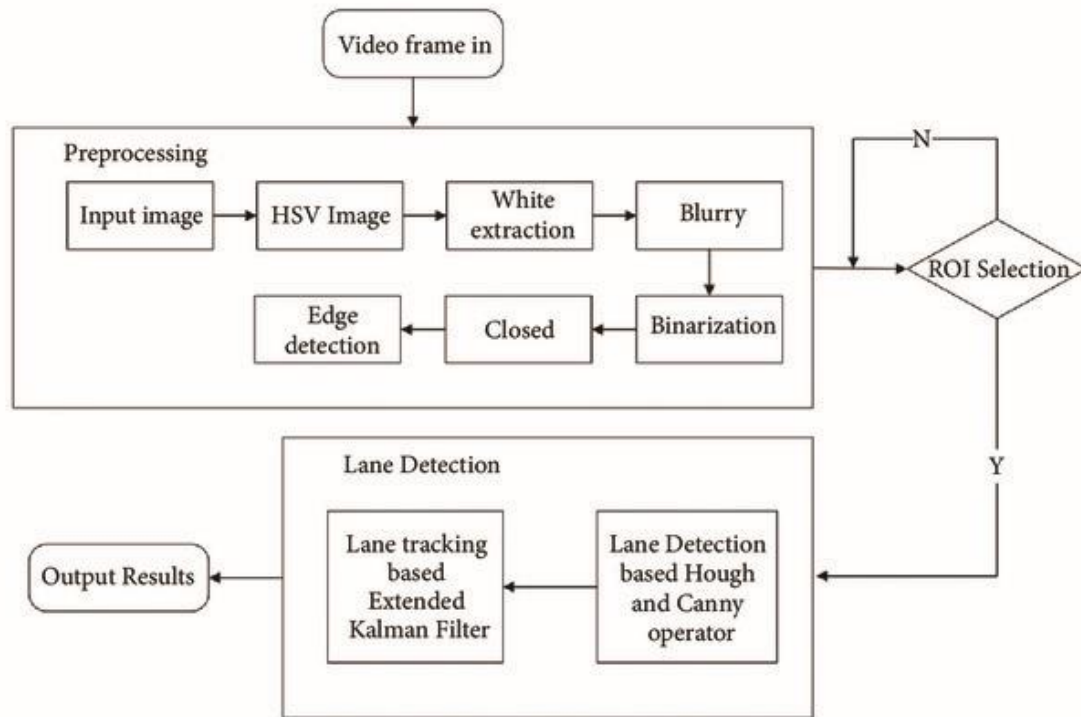 Video frame in
Preprocessing
N
Input image
HSV Image
White
extraction
Blurry
ROI Selection
Edge
detection
Closed
Binarization
Lane Detection
Y
Output Results
Lane tracking
based
Extended
Kalman Filter
Lane Detection
based Hough
and Canny
operator